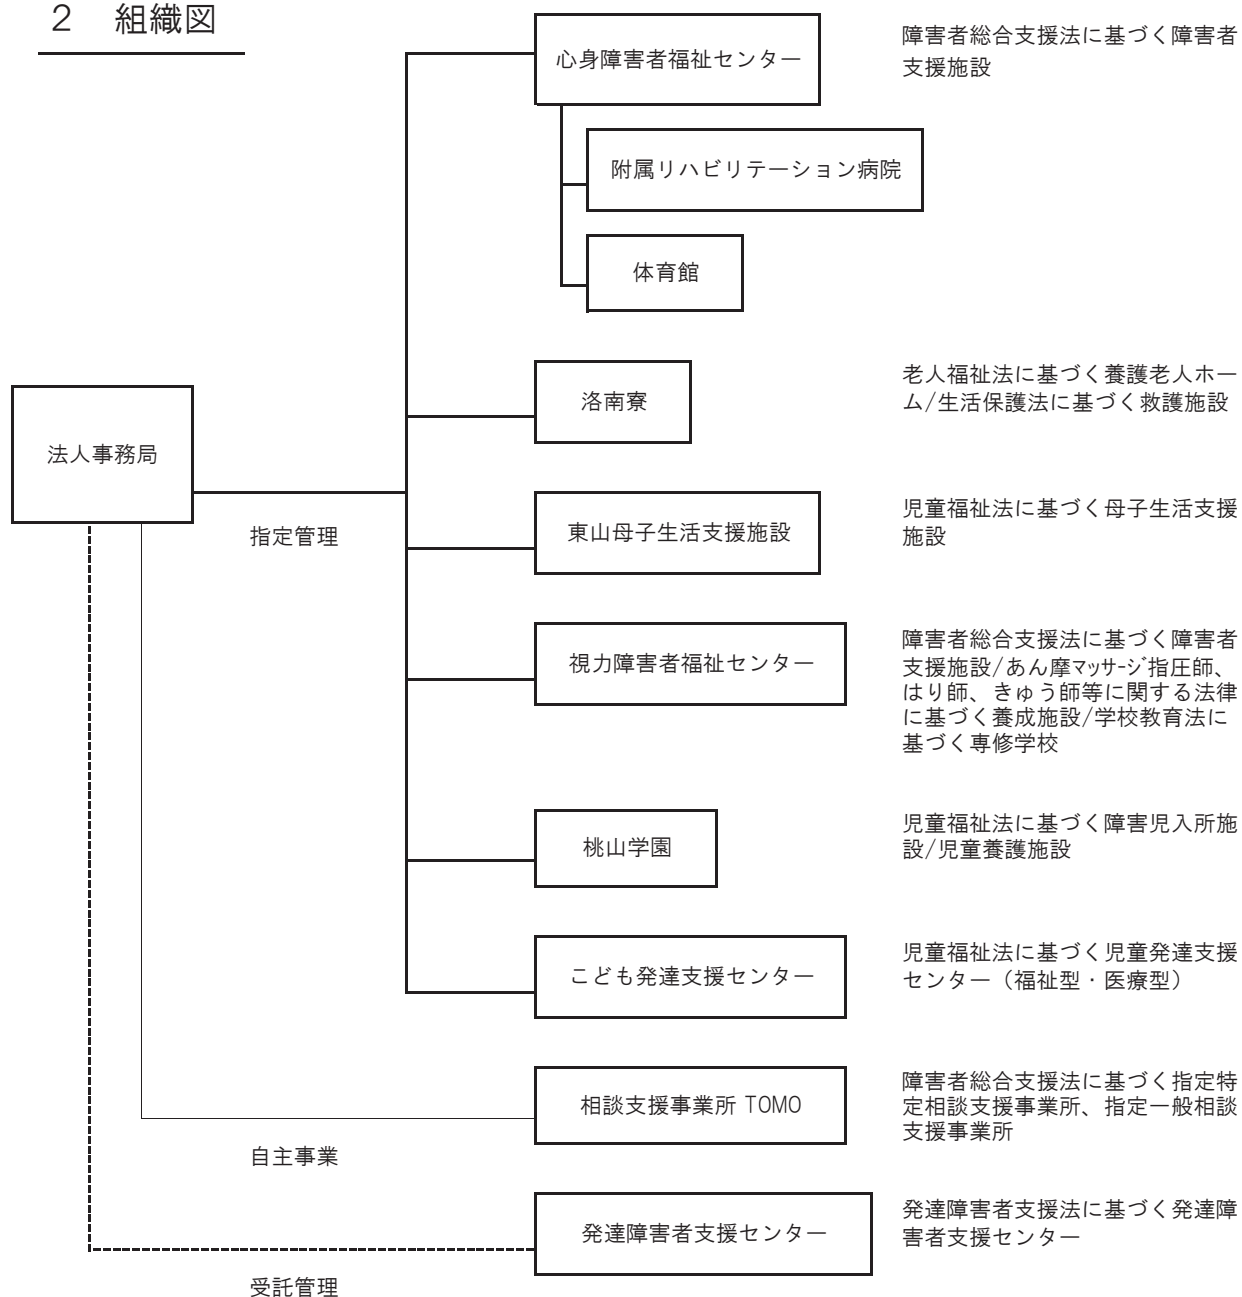 ２　組織図
心身障害者福祉センター
障害者総合支援法に基づく障害者
支援施設
附属リハビリテーション病院
体育館
洛南寮
老人福祉法に基づく養護老人ホー
ム/生活保護法に基づく救護施設
法人事務局
指定管理
東山母子生活支援施設
児童福祉法に基づく母子生活支援
施設
視力障害者福祉センター
障害者総合支援法に基づく障害者
支援施設/あん摩ﾏｯｻｰｼﾞ指圧師、
はり師、きゅう師等に関する法律
に基づく養成施設/学校教育法に
基づく専修学校
桃山学園
児童福祉法に基づく障害児入所施
設/児童養護施設
こども発達支援センター
児童福祉法に基づく児童発達支援
センター（福祉型・医療型）
相談支援事業所 TOMO
障害者総合支援法に基づく指定特
定相談支援事業所、指定一般相談
支援事業所
自主事業
発達障害者支援センター
発達障害者支援法に基づく発達障
害者支援センター
受託管理